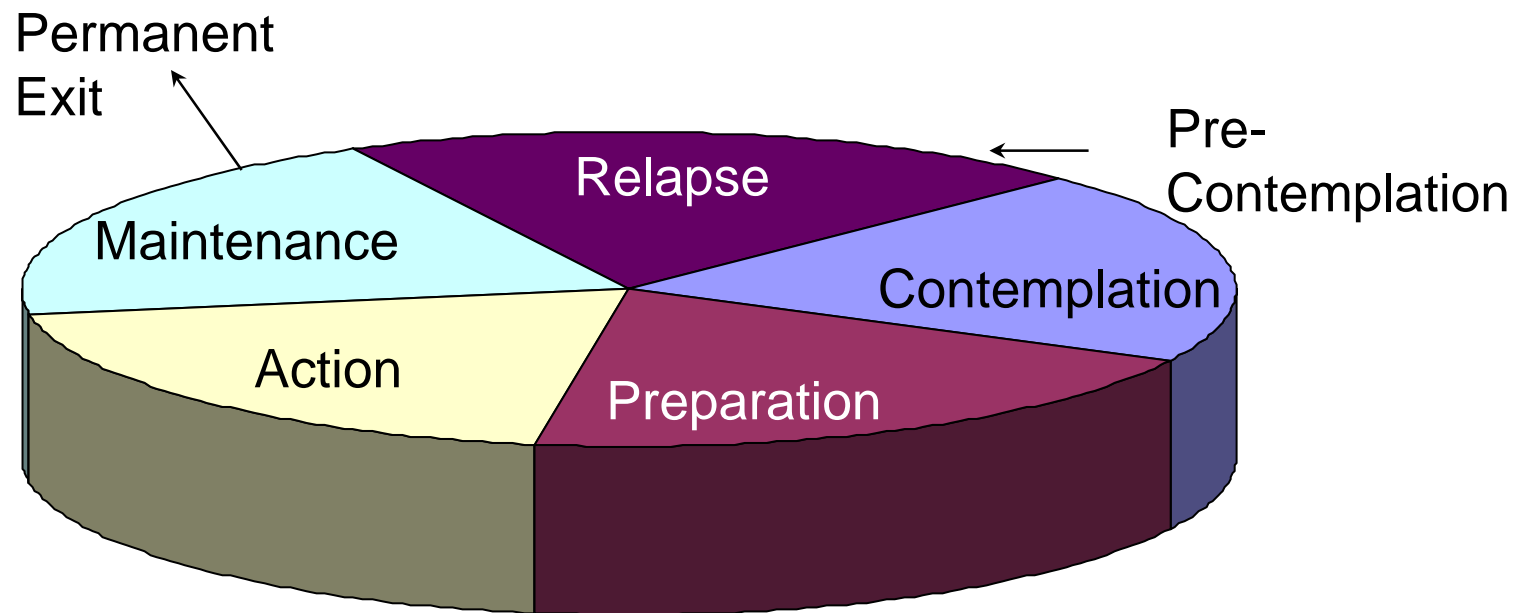 Permanent
Exit
Pre-
Contemplation
Relapse
Maintenance
Contemplation
Action
Preparation